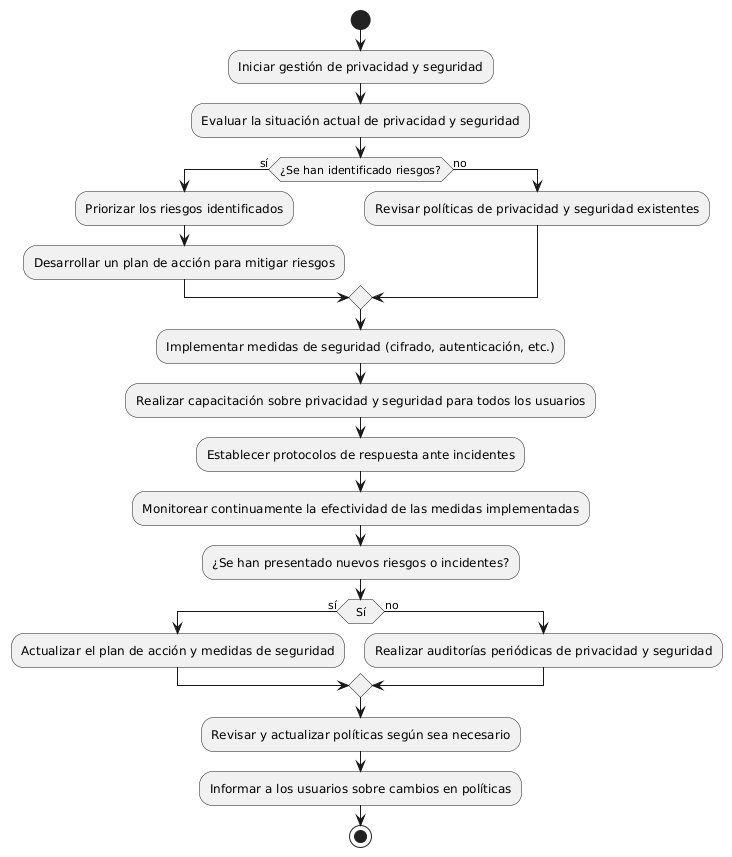 Iniciar gestión de privacidad y seguridad
Evaluar la situación actual de privacidad y seguridad
sí
¿Se han identificado riesgos?
no
Priorizar los riesgos identificados
Revisar políticas de privacidad y seguridad existentes
Desarrollar un plan de acción para mitigar riesgos
Implementar medidas de seguridad (cifrado, autenticación, etc.)
Realizar capacitación sobre privacidad y seguridad para todos los usuarios
Establecer protocolos de respuesta ante incidentes
Monitorear continuamente la efectividad de las medidas implementadas
¿Se han presentado nuevos riesgos o incidentes?
sí
Sí
no
Actualizar el plan de acción y medidas de seguridad
Realizar auditorías periódicas de privacidad y seguridad
Revisar y actualizar políticas según sea necesario
Informar a los usuarios sobre cambios en políticas